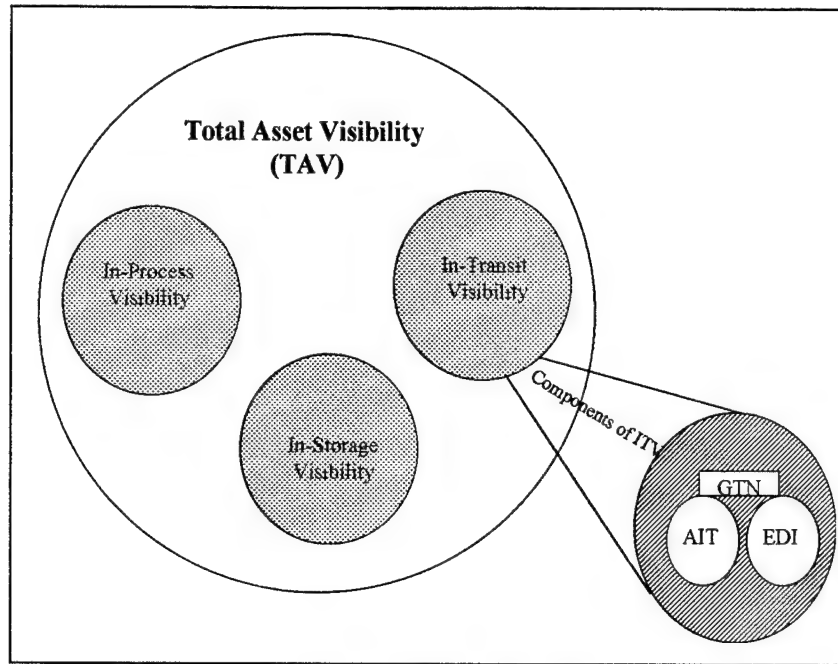 Total Asset Visibility
(TAV)
In-Process
Visibility
In-Transit
Visibility
In-Storage
Visibility
Components of ITV
GTN
AIT
EDI